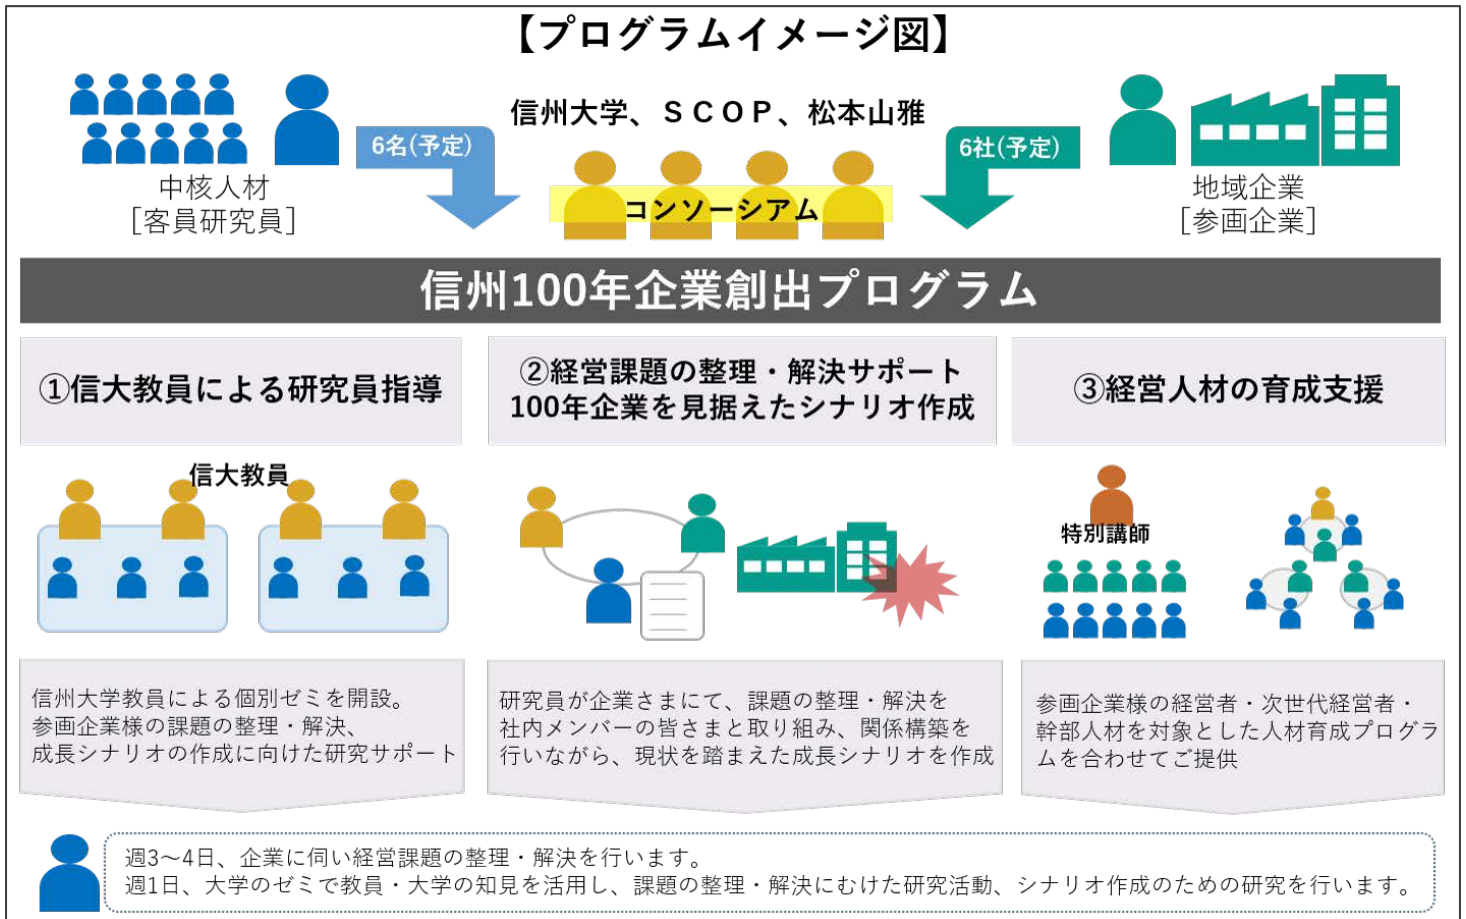 【プログラムイメージ図】
信州大学、ＳＣＯＰ、松本山雅
6名(予定)
6社(予定)
コンソーシアム
中核人材
[客員研究員]
地域企業
[参画企業]
信州100年企業創出プログラム
①信大教員による研究員指導
②経営課題の整理・解決サポート
100年企業を見据えたシナリオ作成
③経営人材の育成支援
信大教員
特別講師
信州大学教員による個別ゼミを開設。
参画企業様の課題の整理・解決、
成長シナリオの作成に向けた研究サポート
研究員が企業さまにて、課題の整理・解決を
社内メンバーの皆さまと取り組み、関係構築を
行いながら、現状を踏まえた成長シナリオを作成
参画企業様の経営者・次世代経営者・
幹部人材を対象とした人材育成プログラ
ムを合わせてご提供
週3～4日、企業に伺い経営課題の整理・解決を行います。
週1日、大学のゼミで教員・大学の知見を活用し、課題の整理・解決にむけた研究活動、シナリオ作成のための研究を行います。